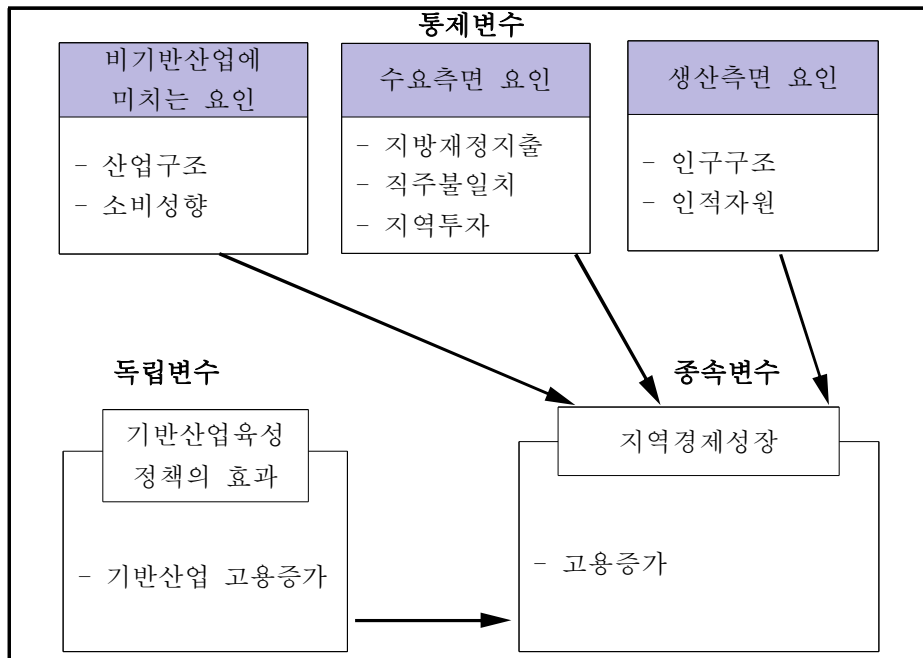 통제변수
비기반산업에
미치는 요인
- 산업구조
- 소비성향
수요측면 요인
- 지방재정지출
- 직주불일치
- 지역투자
생산측면 요인
- 인구구조
- 인적자원
독립변수
기반산업육성
정책의 효과
- 기반산업 고용증가
종속변수
지역경제성장
- 고용증가